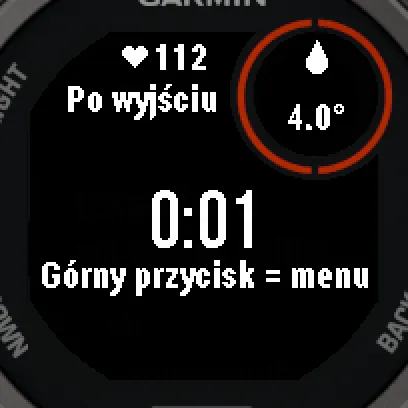 GARMIN
112
Po wyjściu
4.0°
0:01
Górny przycisk = menu